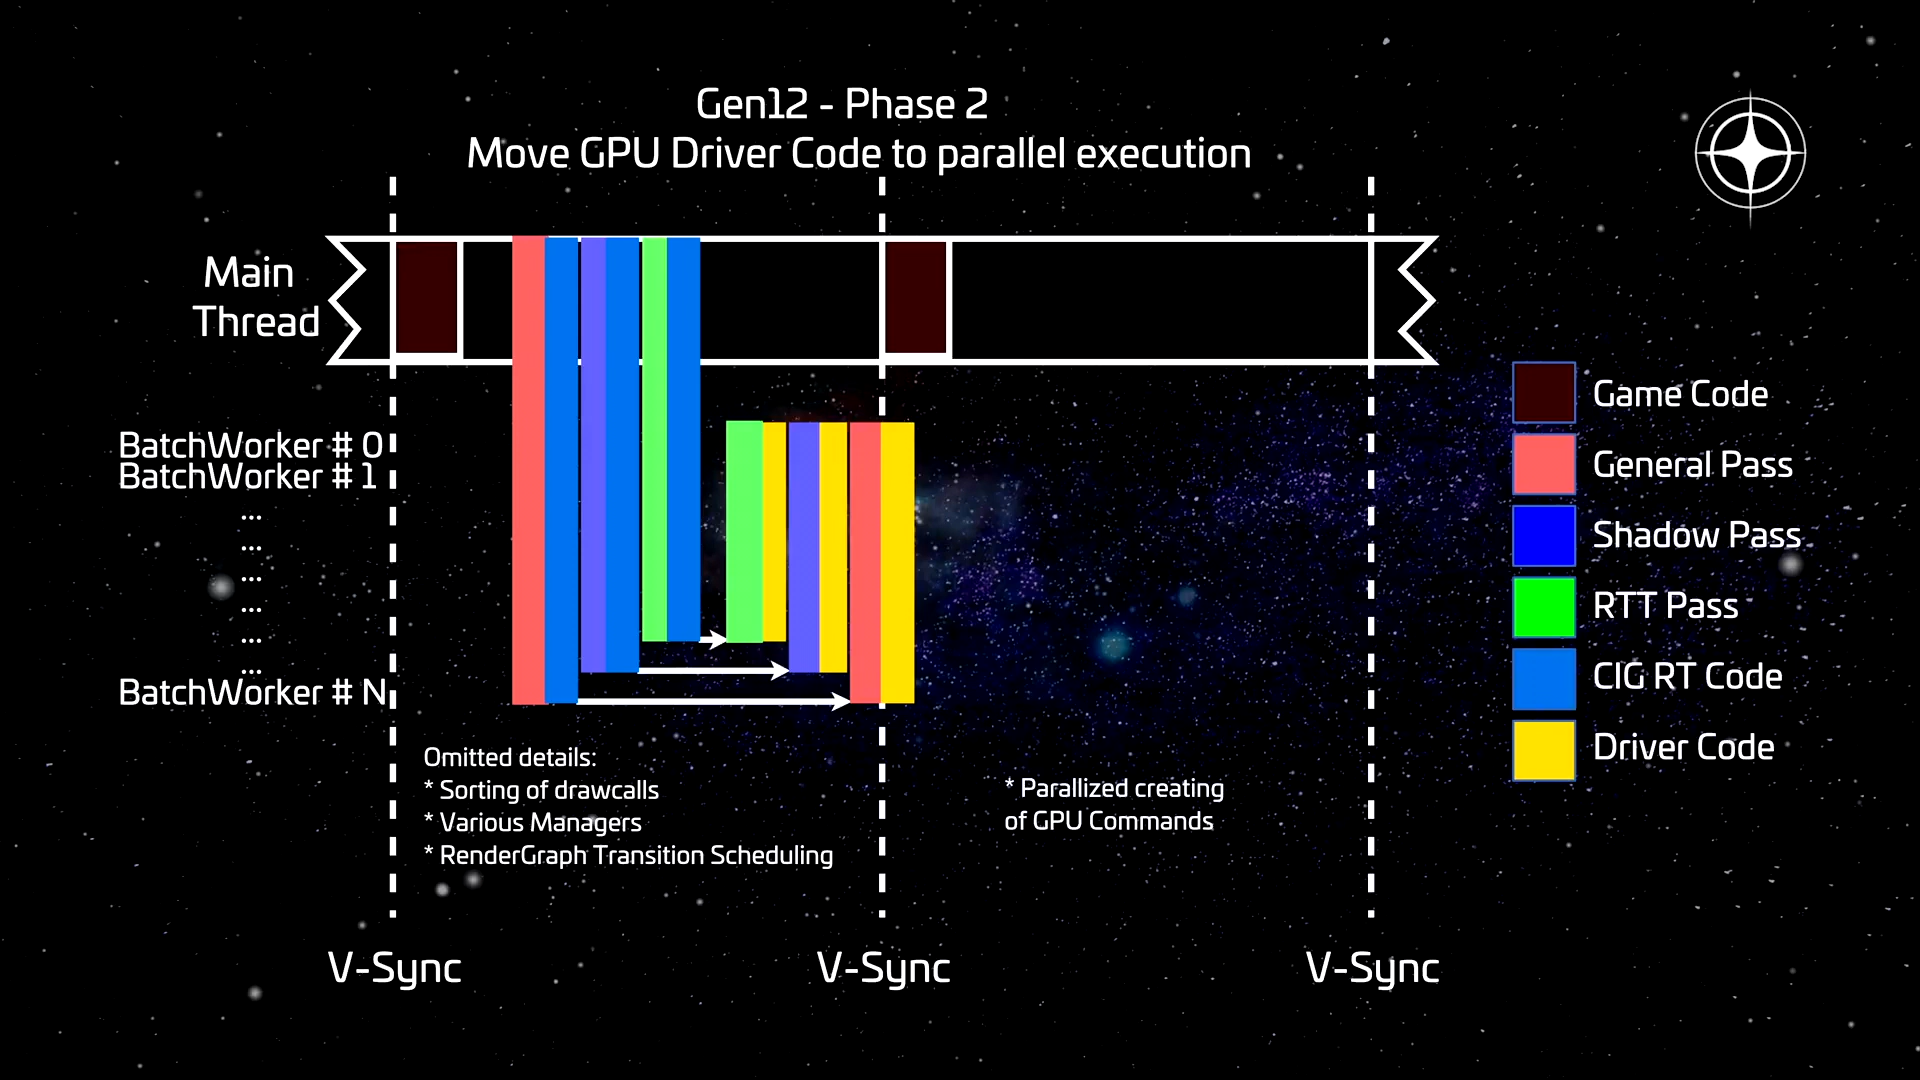 Gen12 - Phase 2
Move GPU Driver Code to parallel execution
Main
Thread
BatchWorker # 0
BatchWorker # 1
...
...
...
...
...
...
BatchWorker # N
Omitted details:
* Sorting of drawcalls
* Various Managers
* RenderGraph Transition Scheduling
* Parallized creating
of GPU Commands
Game Code
General Pass
Shadow Pass
RTT Pass
CIG RT Code
Driver Code
V-Sync
V-Sync
V-Sync